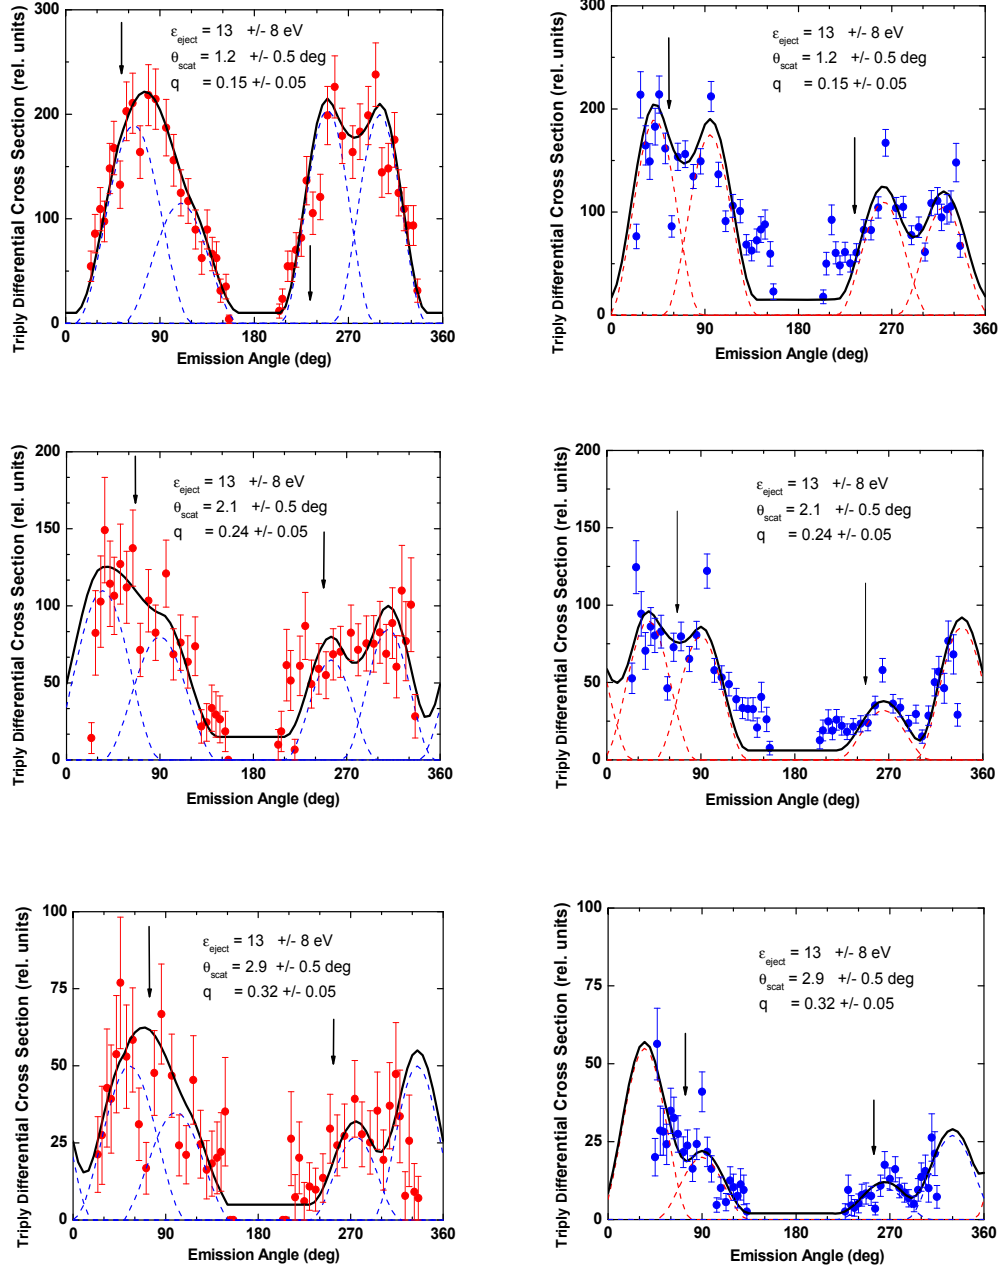 Triply Differential Cross Section (rel. units)
300
200
100
0
εeject = 13 +/- 8 eV
θscat = 1.2 +/- 0.5 deg
q = 0.15 +/- 0.05
0 90 180 270 360
Emission Angle (deg)
Triply Differential Cross Section (rel. units)
300
200
100
0
εeject = 13 +/- 8 eV
θscat = 1.2 +/- 0.5 deg
q = 0.15 +/- 0.05
0 90 180 270 360
Emission Angle (deg)
Triply Differential Cross Section (rel. units)
200
150
100
50
0
εeject = 13 +/- 8 eV
θscat = 2.1 +/- 0.5 deg
q = 0.24 +/- 0.05
0 90 180 270 360
Emission Angle (deg)
Triply Differential Cross Section (rel. units)
200
150
100
50
0
εeject = 13 +/- 8 eV
θscat = 2.1 +/- 0.5 deg
q = 0.24 +/- 0.05
0 90 180 270 360
Emission Angle (deg)
Triply Differential Cross Section (rel. units)
100
75
50
25
0
εeject = 13 +/- 8 eV
θscat = 2.9 +/- 0.5 deg
q = 0.32 +/- 0.05
0 90 180 270 360
Emission Angle (deg)
Triply Differential Cross Section (rel. units)
100
75
50
25
0
εeject = 13 +/- 8 eV
θscat = 2.9 +/- 0.5 deg
q = 0.32 +/- 0.05
0 90 180 270 360
Emission Angle (deg)